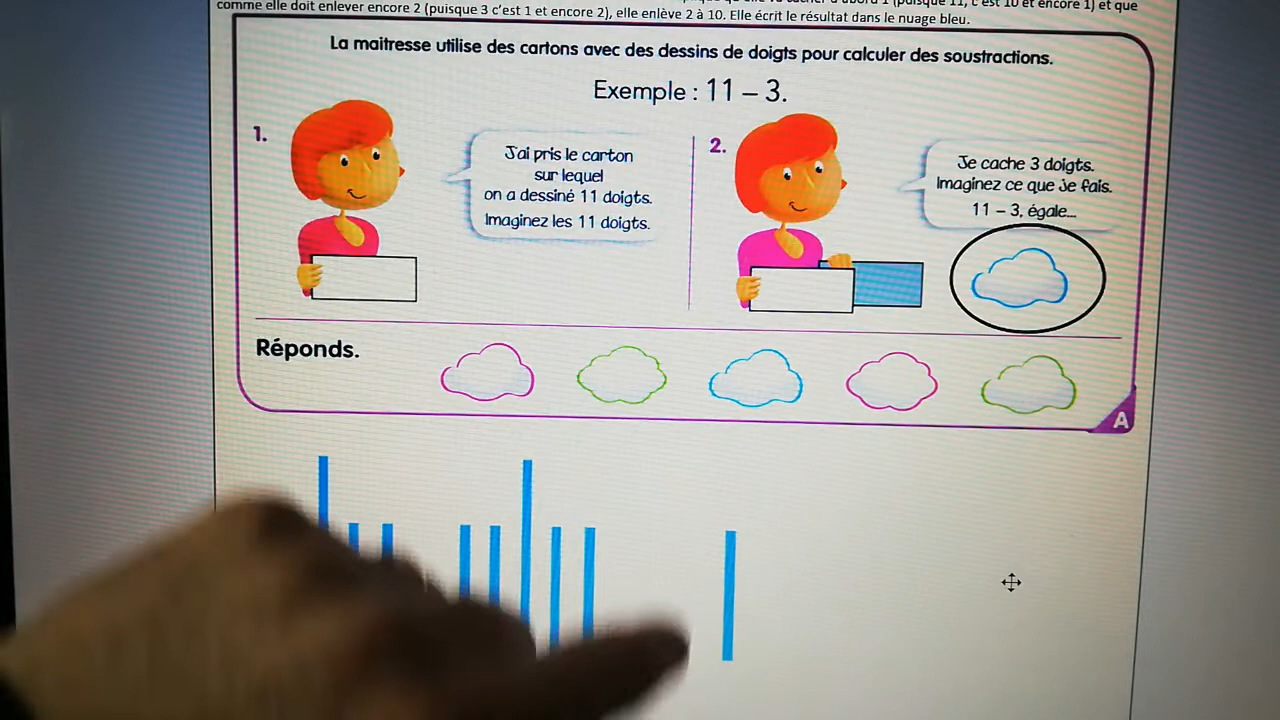 comme elle doit enlever encore 2 (puisque 3 c'est 1 et encore 2), elle enlève 2 à 10. Elle écrit le résultat dans le nuage bleu.
La maitresse utilise des cartons avec des dessins de doigts pour calculer des soustractions.
Exemple : 11 – 3.
1.
J'ai pris le carton
sur lequel
on a dessiné 11 doigts.
Imaginez les 11 doigts.
2.
Je cache 3 doigts.
Imaginez ce que je fais.
11 – 3, égale...
Réponds.
A